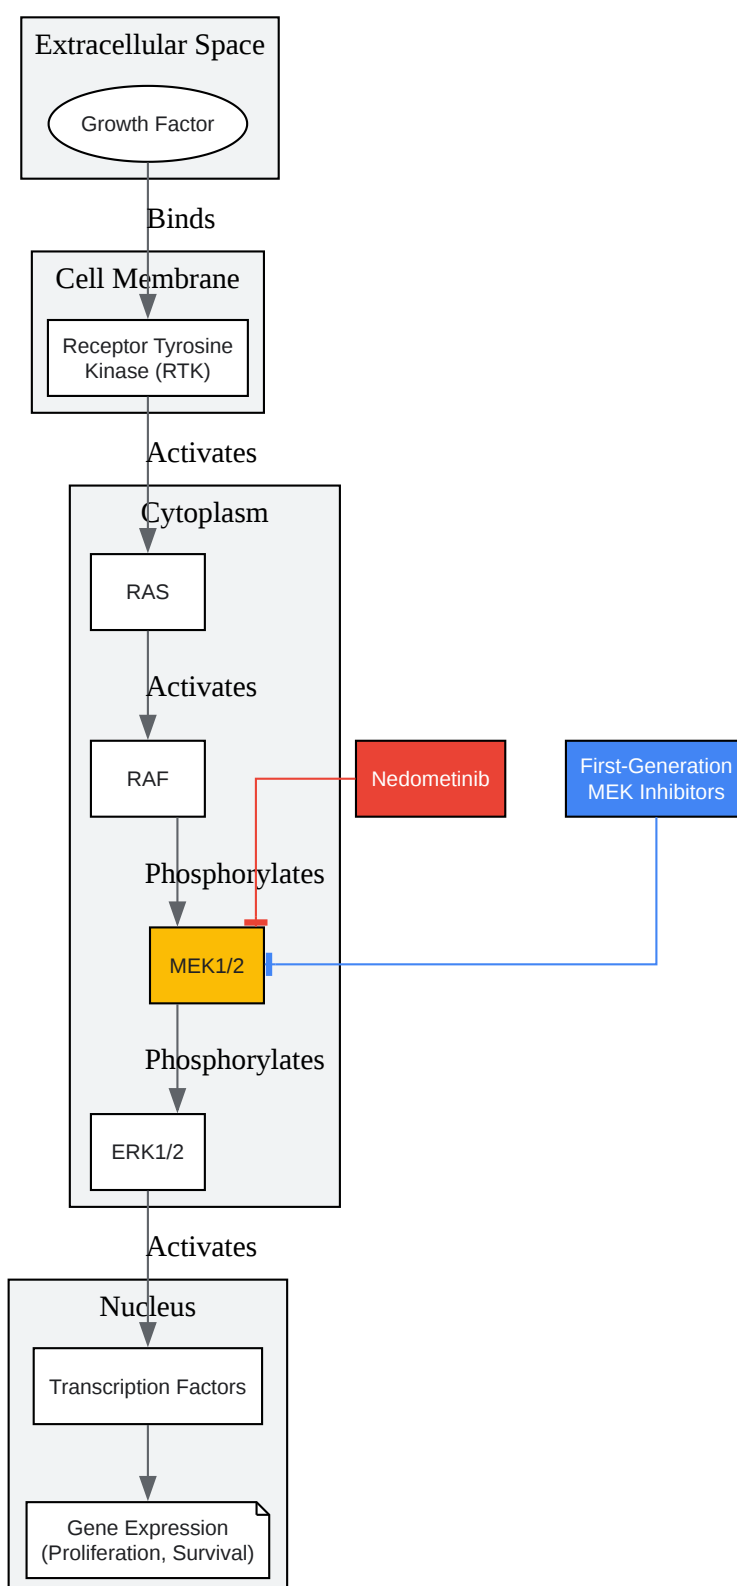 Extracellular Space
Growth Factor
Binds
Cell Membrane
Receptor Tyrosine
Kinase (RTK)
Activates
Cytoplasm
RAS
Activates
RAF
Nedometinib
First-Generation
MEK Inhibitors
Phosphorylates
MEK1/2
Phosphorylates
ERK1/2
Activates
Nucleus
Transcription Factors
Gene Expression
(Proliferation, Survival)